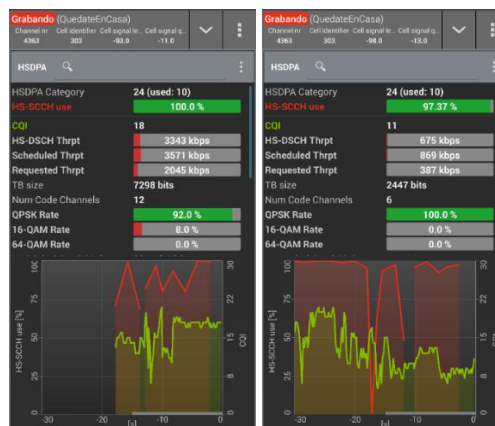 Grabando (QuedateEnCasa)
Channel nr Cell Identifier Cell signal le.. Cell signal q..
4363 303 -93.0 -11.0
HSDPA
HSDPA Category 24 (used: 10)
HS-SCCH use 100.0 %
CQI 18
HS-DSCH Thrpt 3343 kbps
Scheduled Thrpt 3571 kbps
Requested Thrpt 2045 kbps
TB size 7298 bits
Num Code Channels 12
QPSK Rate 92.0 %
16-QAM Rate 8.0 %
64-QAM Rate 0.0 %
HS-SCCH use [%]
100
75
50
25
0
30
22
15
8
0
CQI
-30 -20 -10 0
[s]
Grabando (QuedateEnCasa)
Channel nr Cell Identifier Cell signal le.. Cell signal q..
4363 303 -98.0 -13.0
HSDPA
HSDPA Category 24 (used: 10)
HS-SCCH use 97.37 %
CQI 11
HS-DSCH Thrpt 675 kbps
Scheduled Thrpt 869 kbps
Requested Thrpt 387 kbps
TB size 2447 bits
Num Code Channels 6
QPSK Rate 100.0 %
16-QAM Rate 0.0 %
64-QAM Rate 0.0 %
HS-SCCH use [%]
100
75
50
25
0
30
22
15
8
0
CQI
-30 -20 -10 0
[s]